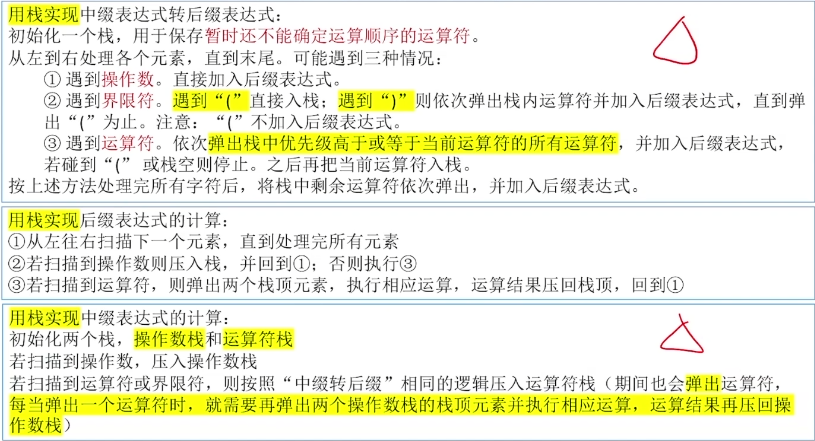 用栈实现中缀表达式转后缀表达式：
初始化一个栈，用于保存暂时还不能确定运算顺序的运算符。
从左到右处理各个元素，直到末尾。可能遇到三种情况：
① 遇到操作数。直接加入后缀表达式。
② 遇到界限符。遇到“(”直接入栈；遇到“)”则依次弹出栈内运算符并加入后缀表达式，直到弹
出“(”为止。注意：“(”不加入后缀表达式。
③ 遇到运算符。依次弹出栈中优先级高于或等于当前运算符的所有运算符，并加入后缀表达式，
若碰到“(” 或栈空则停止。之后再把当前运算符入栈。
按上述方法处理完所有字符后，将栈中剩余运算符依次弹出，并加入后缀表达式。
用栈实现后缀表达式的计算：
①从左往右扫描下一个元素，直到处理完所有元素
②若扫描到操作数则压入栈，并回到①；否则执行③
③若扫描到运算符，则弹出两个栈顶元素，执行相应运算，运算结果压回栈顶，回到①
用栈实现中缀表达式的计算：
初始化两个栈，操作数栈和运算符栈
若扫描到操作数，压入操作数栈
若扫描到运算符或界限符，则按照“中缀转后缀”相同的逻辑压入运算符栈（期间也会弹出运算符，
每当弹出一个运算符时，就需要再弹出两个操作数栈的栈顶元素并执行相应运算，运算结果再压回操
作数栈）